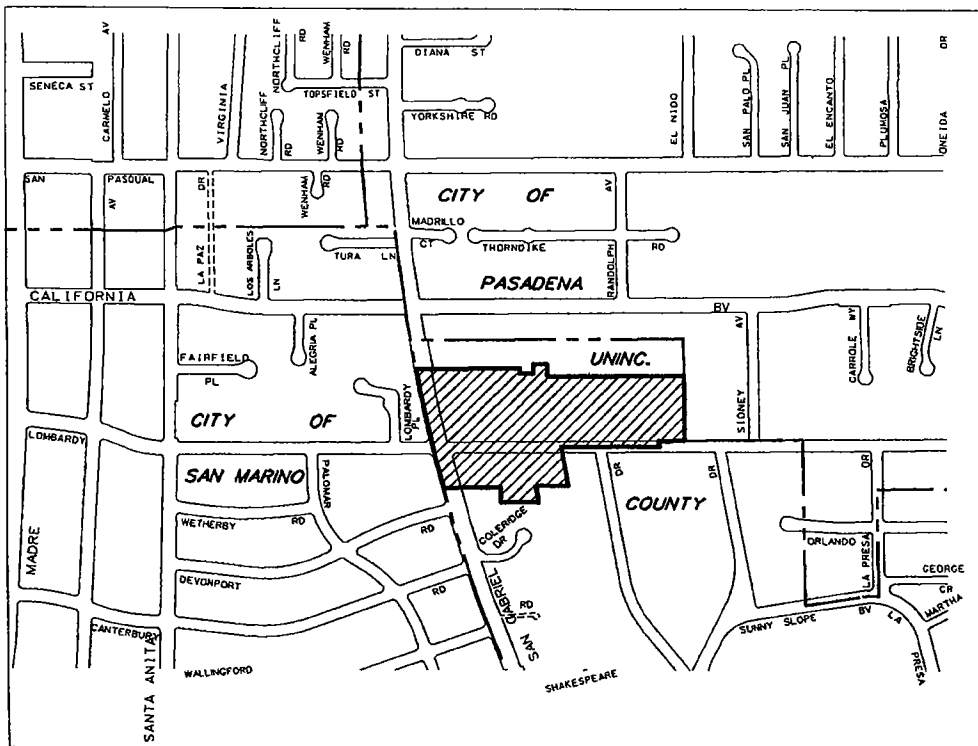 SENECA ST
CARMELO
AV
VIRGINIA
NORTHCLIFF
RD
WENHAM
RD
TOPSFIELD ST
DIANA ST
YORKSHIRE RD
NORTHCLIFF
RD
WENHAM
RD
EL NIDO
SAN PALO PL
SAN JUAN PL
EL ENCANTO
PLUMOSA
ONEIDA
DR
SAN PASQUAL
AV
DR
LA PAZ
WENHAM
RD
CITY OF
AV
MADRILLO
CT
THORNDIKE
RD
LOS ARBOLES
LN
TURA LN
PASADENA
RANDOLPH
CALIFORNIA
BV
AV
SIDNEY
CARROLE WY
BRIGHTSIDE
LN
ALEGRIA PL
UNINC.
FAIRFIELD
PL
LOMBARDY
PL
CITY OF
LOMBARDY
SAN MARINO
PALOMAR
DR
DR
COUNTY
DR
MADRE
WETHERBY
RD
RD
COLERIDGE
DR
ORLANDO
LA PRESA
GEORGE
DEVONPORT
RD
SAN GABRIEL
RD
CR
MARTHA
CANTERBURY
SUNNY SLOPE
BV
LA
PRESA
WALLINGFORD
SHAKESPEARE
SANTA ANITA